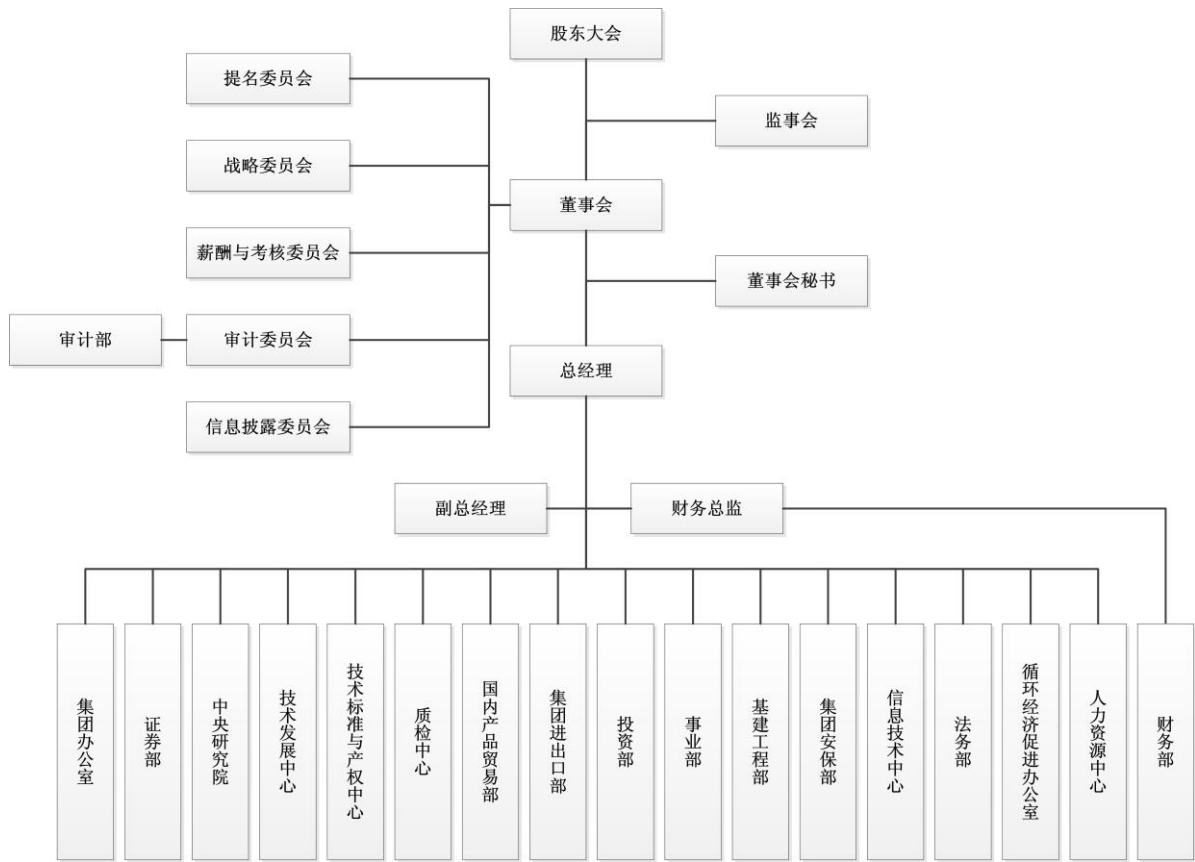 股东大会
提名委员会
监事会
战略委员会
董事会
薪酬与考核委员会
董事会秘书
审计部
审计委员会
总经理
信息披露委员会
副总经理
财务总监
集团办公室
证券部
中央研究院
技术发展中心
技术标准与产权中心
质检中心
国内产品贸易部
集团进出口部
投资部
事业部
基建工程部
集团安保部
信息技术中心
法务部
循环经济促进办公室
人力资源中心
财务部